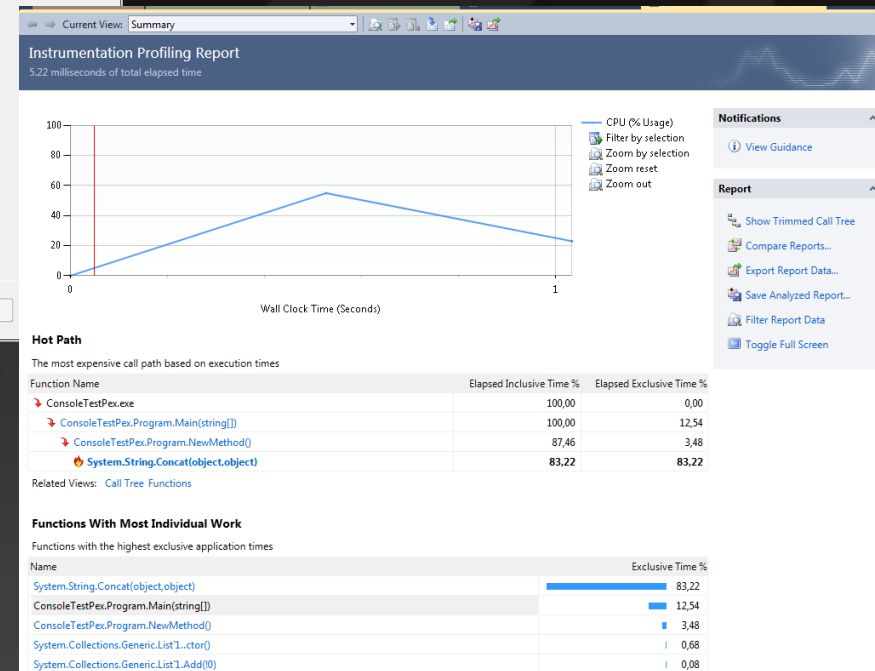 Current View: Summary
Instrumentation Profiling Report
5.22 milliseconds of total elapsed time
100
80
60
40
20
0
0
1
Wall Clock Time (Seconds)
CPU (% Usage)
Filter by selection
Zoom by selection
Zoom reset
Zoom out
Notifications
View Guidance
Report
Show Trimmed Call Tree
Compare Reports...
Export Report Data...
Save Analyzed Report...
Filter Report Data
Toggle Full Screen
Hot Path
The most expensive call path based on execution times
Function Name Elapsed Inclusive Time % Elapsed Exclusive Time %
ConsoleTestPex.exe 100,00 0,00
ConsoleTestPex.Program.Main(string[]) 100,00 12,54
ConsoleTestPex.Program.NewMethod() 87,46 3,48
System.String.Concat(object,object) 83,22 83,22
Related Views: Call Tree Functions
Functions With Most Individual Work
Functions with the highest exclusive application times
Name Exclusive Time %
System.String.Concat(object,object) 83,22
ConsoleTestPex.Program.Main(string[]) 12,54
ConsoleTestPex.Program.NewMethod() 3,48
System.Collections.Generic.List`1..ctor() 0,68
System.Collections.Generic.List`1.Add(!0) 0,08